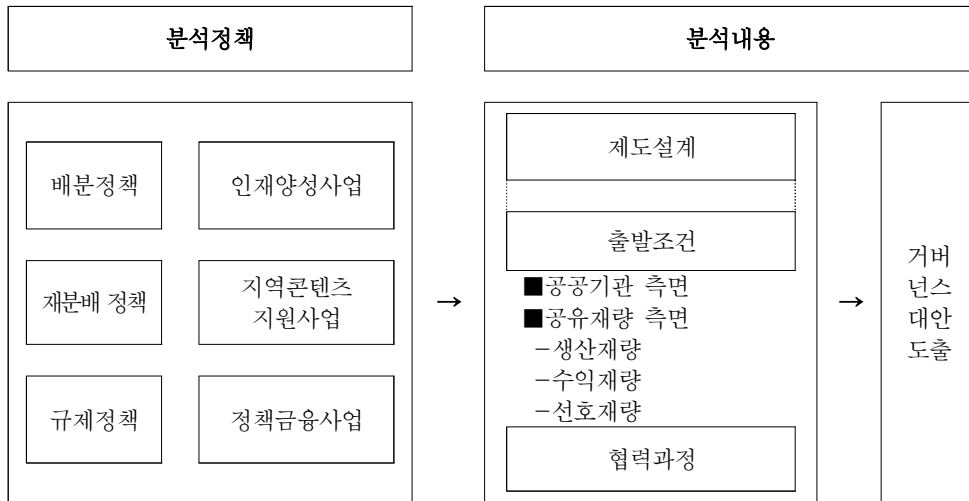 분석정책
분석내용
배분정책
인재양성사업
재분배 정책
지역콘텐츠
지원사업
규제정책
정책금융사업
→
제도설계
출발조건
■공공기관 측면
■공유재량 측면
-생산재량
-수익재량
-선호재량
협력과정
→
거버
넌스
대안
도출